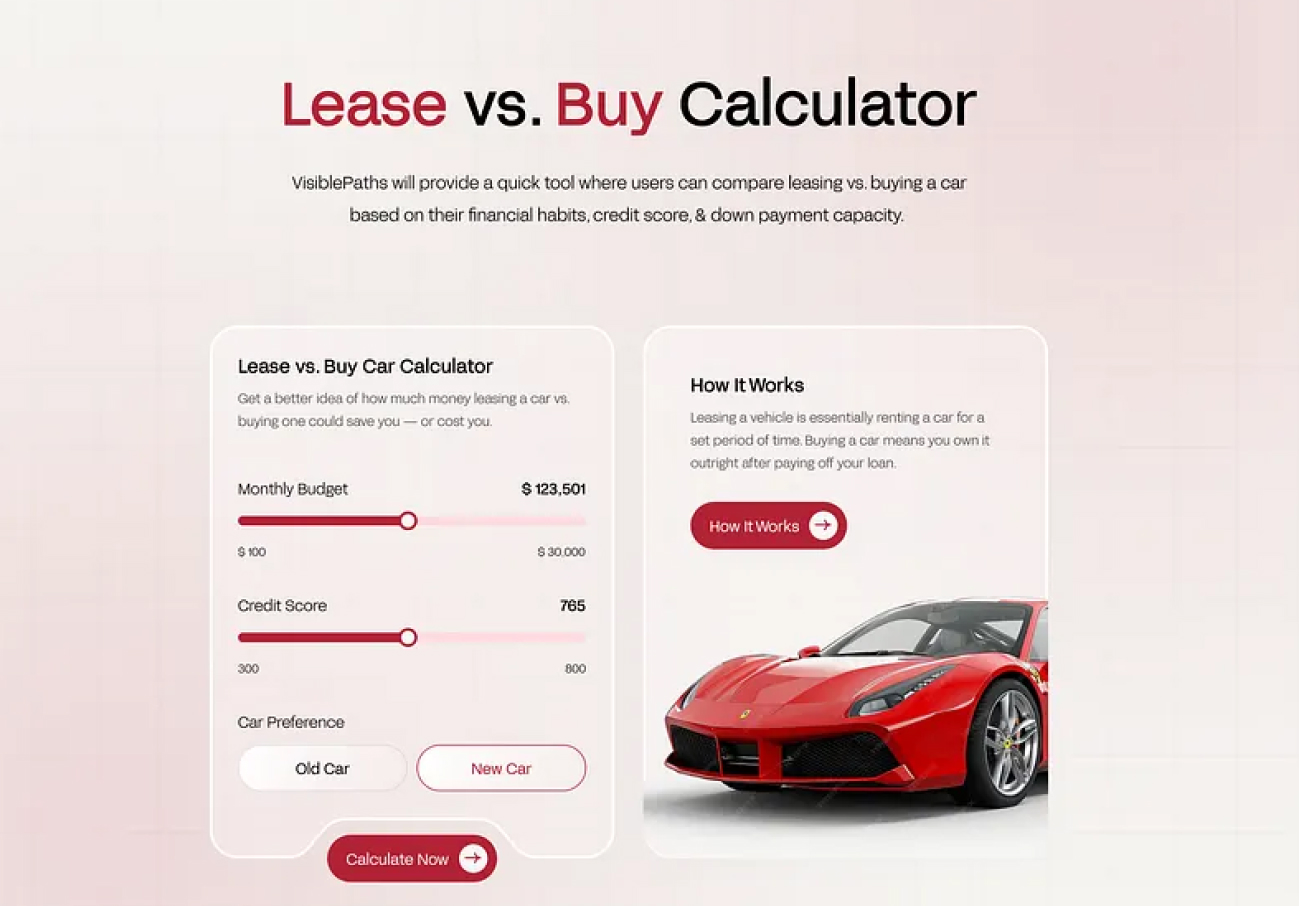 Lease vs. Buy Calculator
VisiblePaths will provide a quick tool where users can compare leasing vs. buying a car
based on their financial habits, credit score, & down payment capacity.
Lease vs. Buy Car Calculator
Get a better idea of how much money leasing a car vs.
buying one could save you — or cost you.
Monthly Budget $ 123,501
$ 100 $ 30,000
Credit Score 765
300 800
Car Preference
Old Car New Car
Calculate Now
How It Works
Leasing a vehicle is essentially renting a car for a
set period of time. Buying a car means you own it
outright after paying off your loan.
How It Works